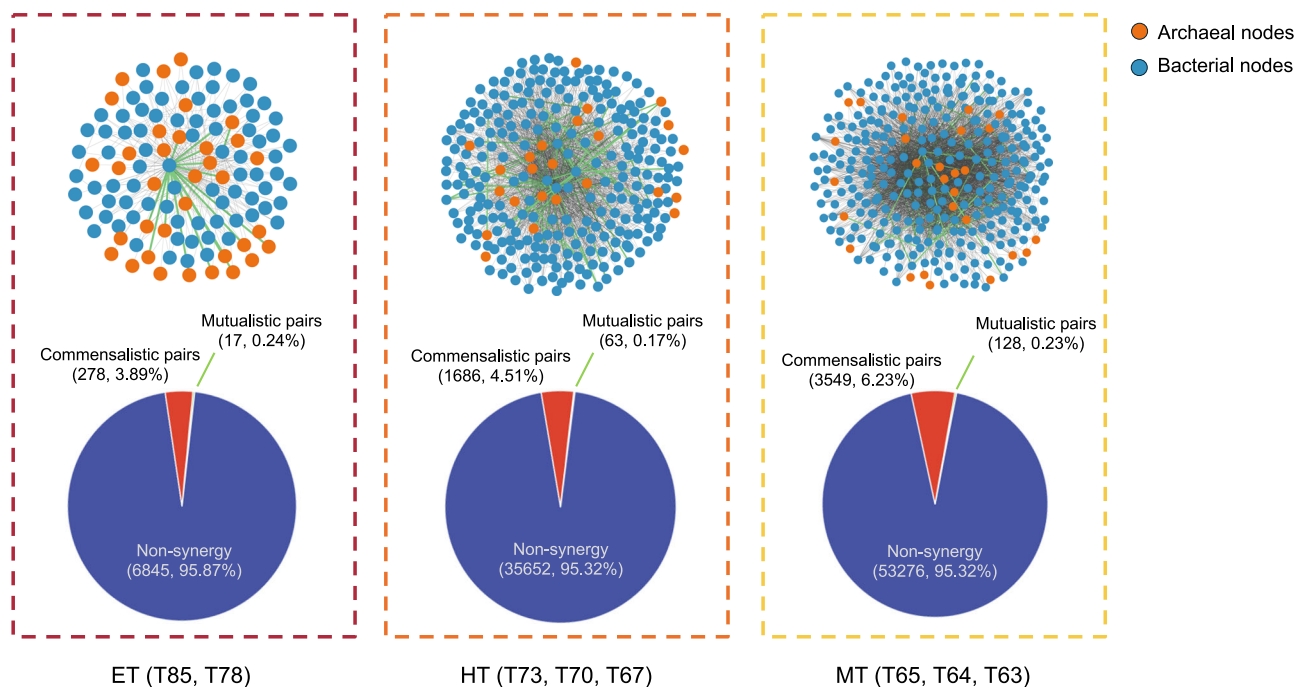 Archaeal nodes
Bacterial nodes
Mutualistic pairs
(17, 0.24%)
Commensalistic pairs
(278, 3.89%)
Non-synergy
(6845, 95.87%)
ET (T85, T78)
Mutualistic pairs
(63, 0.17%)
Commensalistic pairs
(1686, 4.51%)
Non-synergy
(35652, 95.32%)
HT (T73, T70, T67)
Mutualistic pairs
(128, 0.23%)
Commensalistic pairs
(3549, 6.23%)
Non-synergy
(53276, 95.32%)
MT (T65, T64, T63)